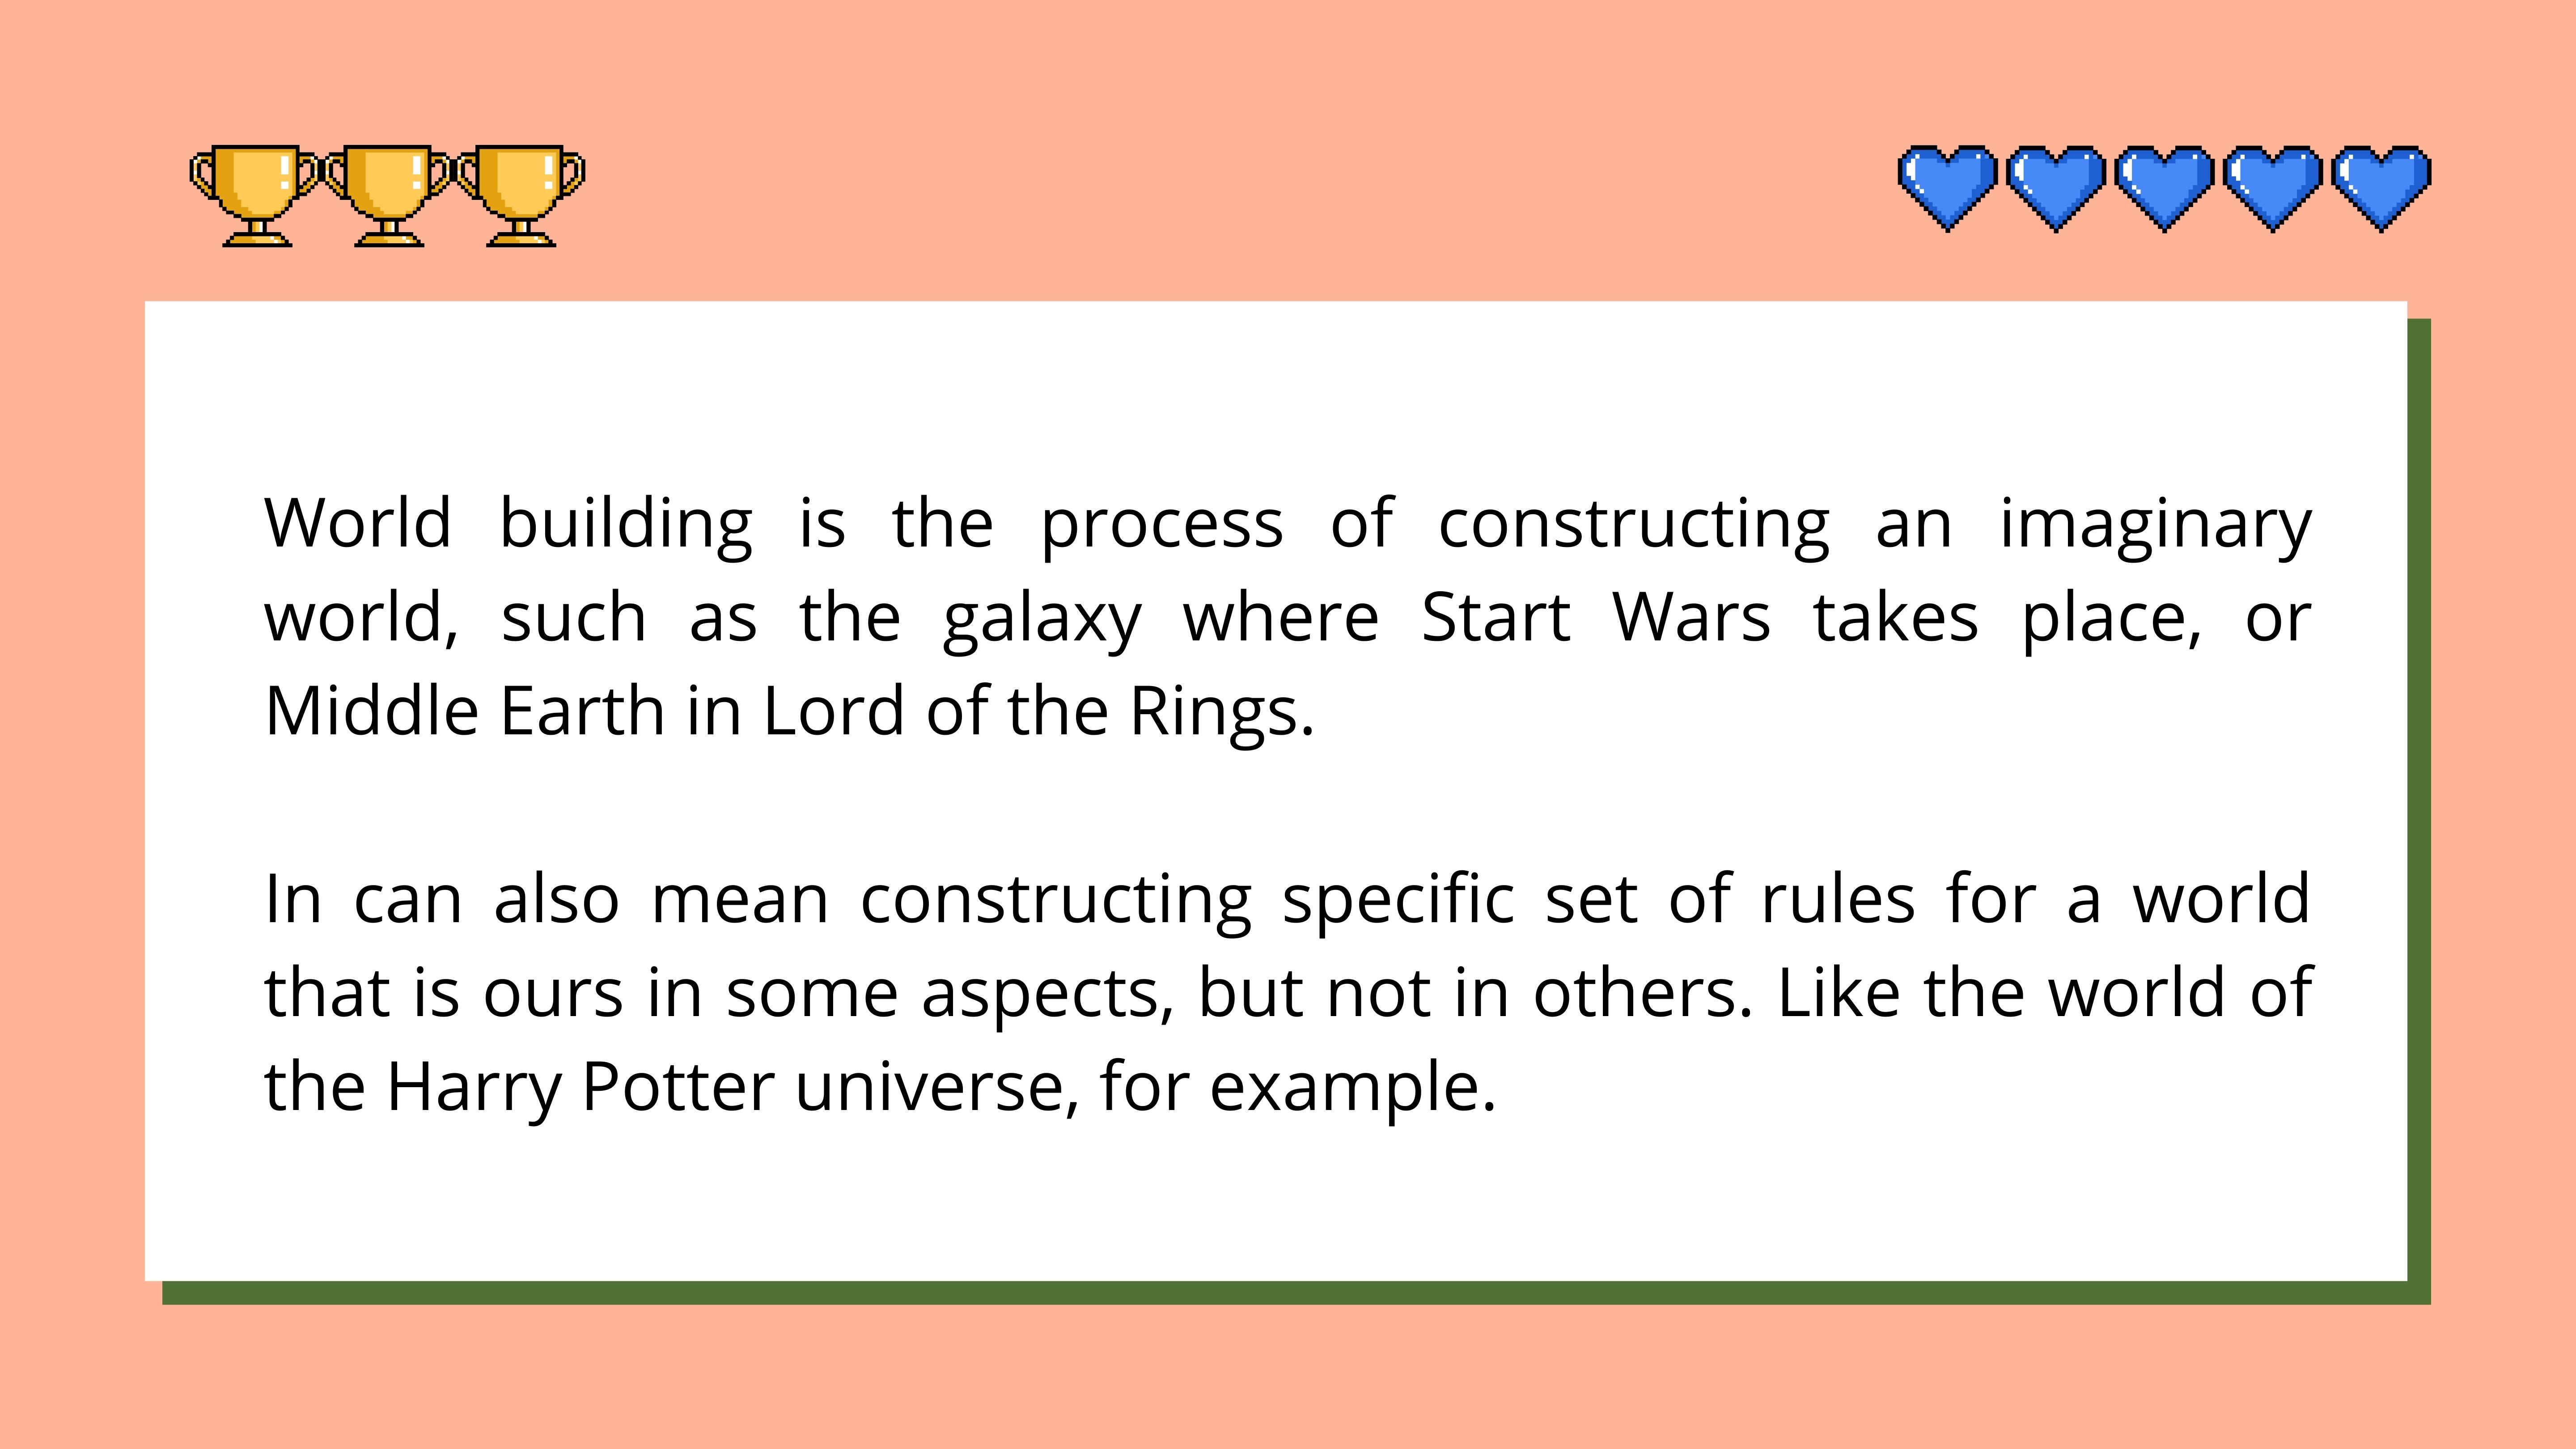 World building is the process of constructing an imaginary
world, such as the galaxy where Start Wars takes place, or
Middle Earth in Lord of the Rings.
In can also mean constructing specific set of rules for a world
that is ours in some aspects, but not in others. Like the world of
the Harry Potter universe, for example.